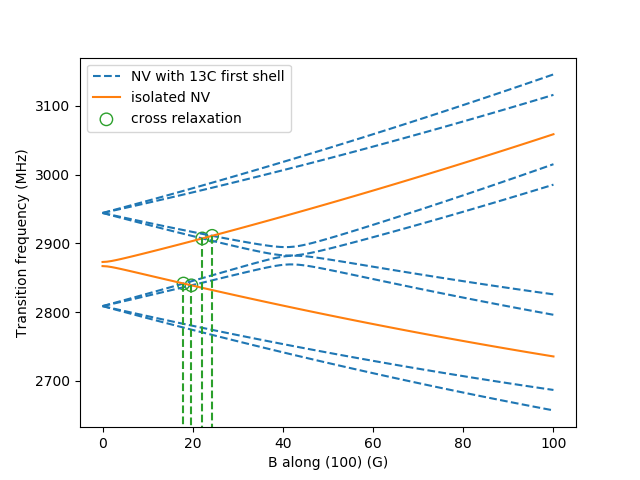 NV with 13C first shell
isolated NV
cross relaxation
3100
3000
2900
2800
2700
Transition frequency (MHz)
0 20 40 60 80 100
B along (100) (G)